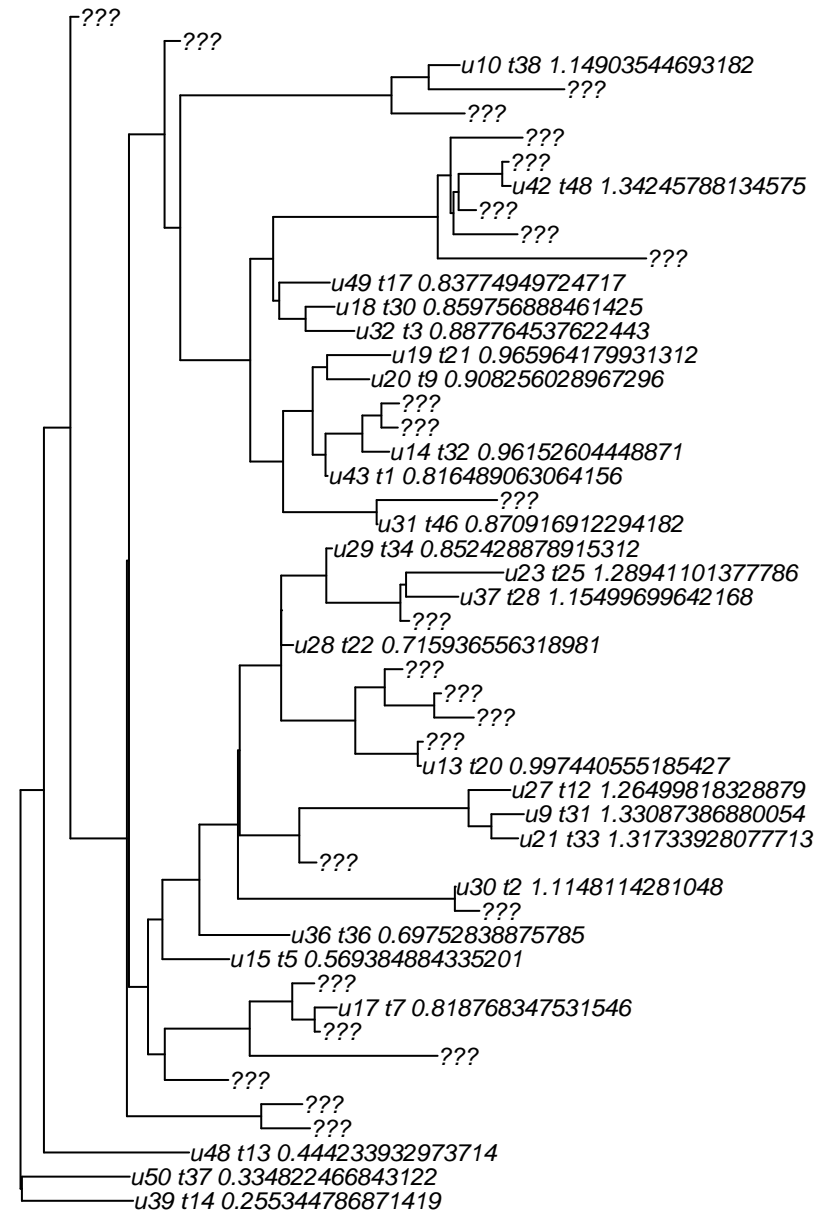 ???
???
u10 t38 1.14903544693182
???
???
???
???
u42 t48 1.34245788134575
???
???
???
u49 t17 0.83774949724717
u18 t30 0.859756888461425
u32 t3 0.887764537622443
u19 t21 0.965964179931312
u20 t9 0.908256028967296
???
???
u14 t32 0.96152604448871
u43 t1 0.816489063064156
???
u31 t46 0.870916912294182
u29 t34 0.852428878915312
u23 t25 1.28941101377786
u37 t28 1.15499699642168
???
u28 t22 0.715936556318981
???
???
???
???
u13 t20 0.997440555185427
u27 t12 1.26499818328879
u9 t31 1.33087386880054
u21 t33 1.31733928077713
???
u30 t2 1.1148114281048
???
u36 t36 0.69752838875785
u15 t5 0.569384884335201
???
u17 t7 0.818768347531546
???
???
???
???
???
u48 t13 0.444233932973714
u50 t37 0.334822466843122
u39 t14 0.255344786871419